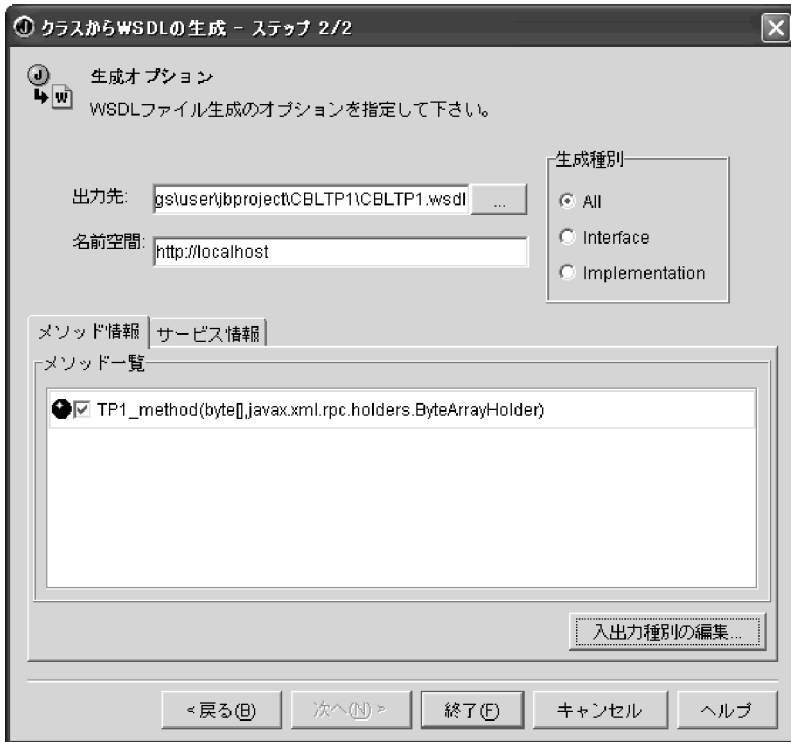 クラスからWSDLの生成 - ステップ 2/2
生成オプション
WSDLファイル生成のオプションを指定して下さい。
出力先:
gs\user\jbproject\CBLTP1\CBLTP1.wsdl
...
名前空間:
http://localhost
生成種別
All
Interface
Implementation
メソッド情報
サービス情報
メソッド一覧
TP1_method(byte[],javax.xml.rpc.holders.ByteArrayHolder)
入出力種別の編集...
<戻る(B)
次へ(N) >
終了(F)
キャンセル
ヘルプ